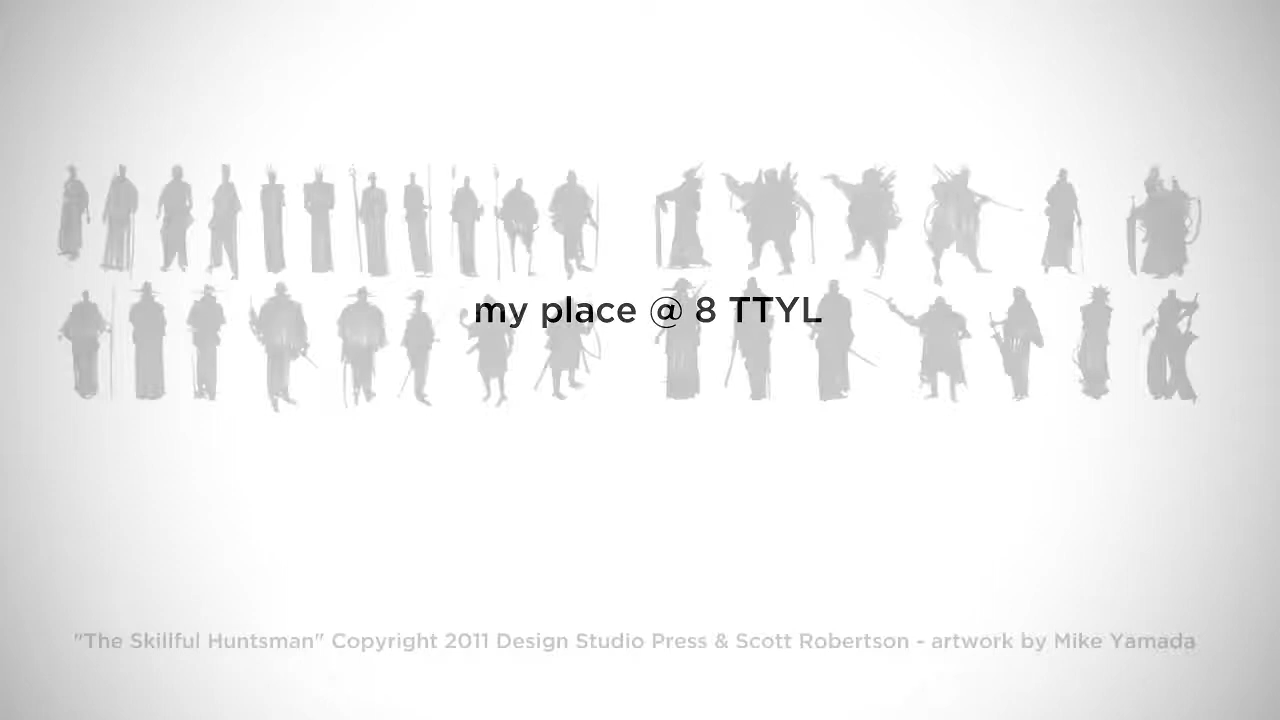 my place @ 8 TTYL
"The Skillful Huntsman" Copyright 2011 Design Studio Press & Scott Robertson - artwork by Mike Yamada